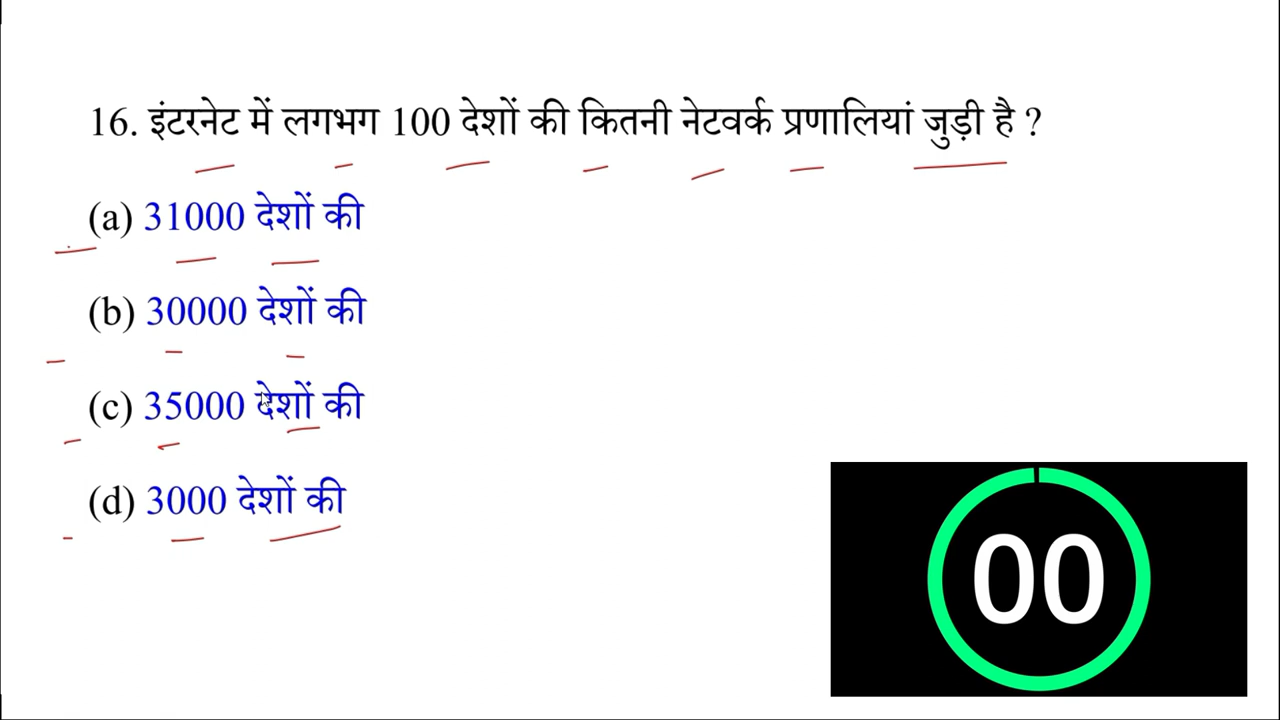 16. इंटरनेट में लगभग 100 देशों की कितनी नेटवर्क प्रणालियां जुड़ी है ?
(a) 31000 देशों की
(b) 30000 देशों की
(c) 35000 देशों की
(d) 3000 देशों की
00